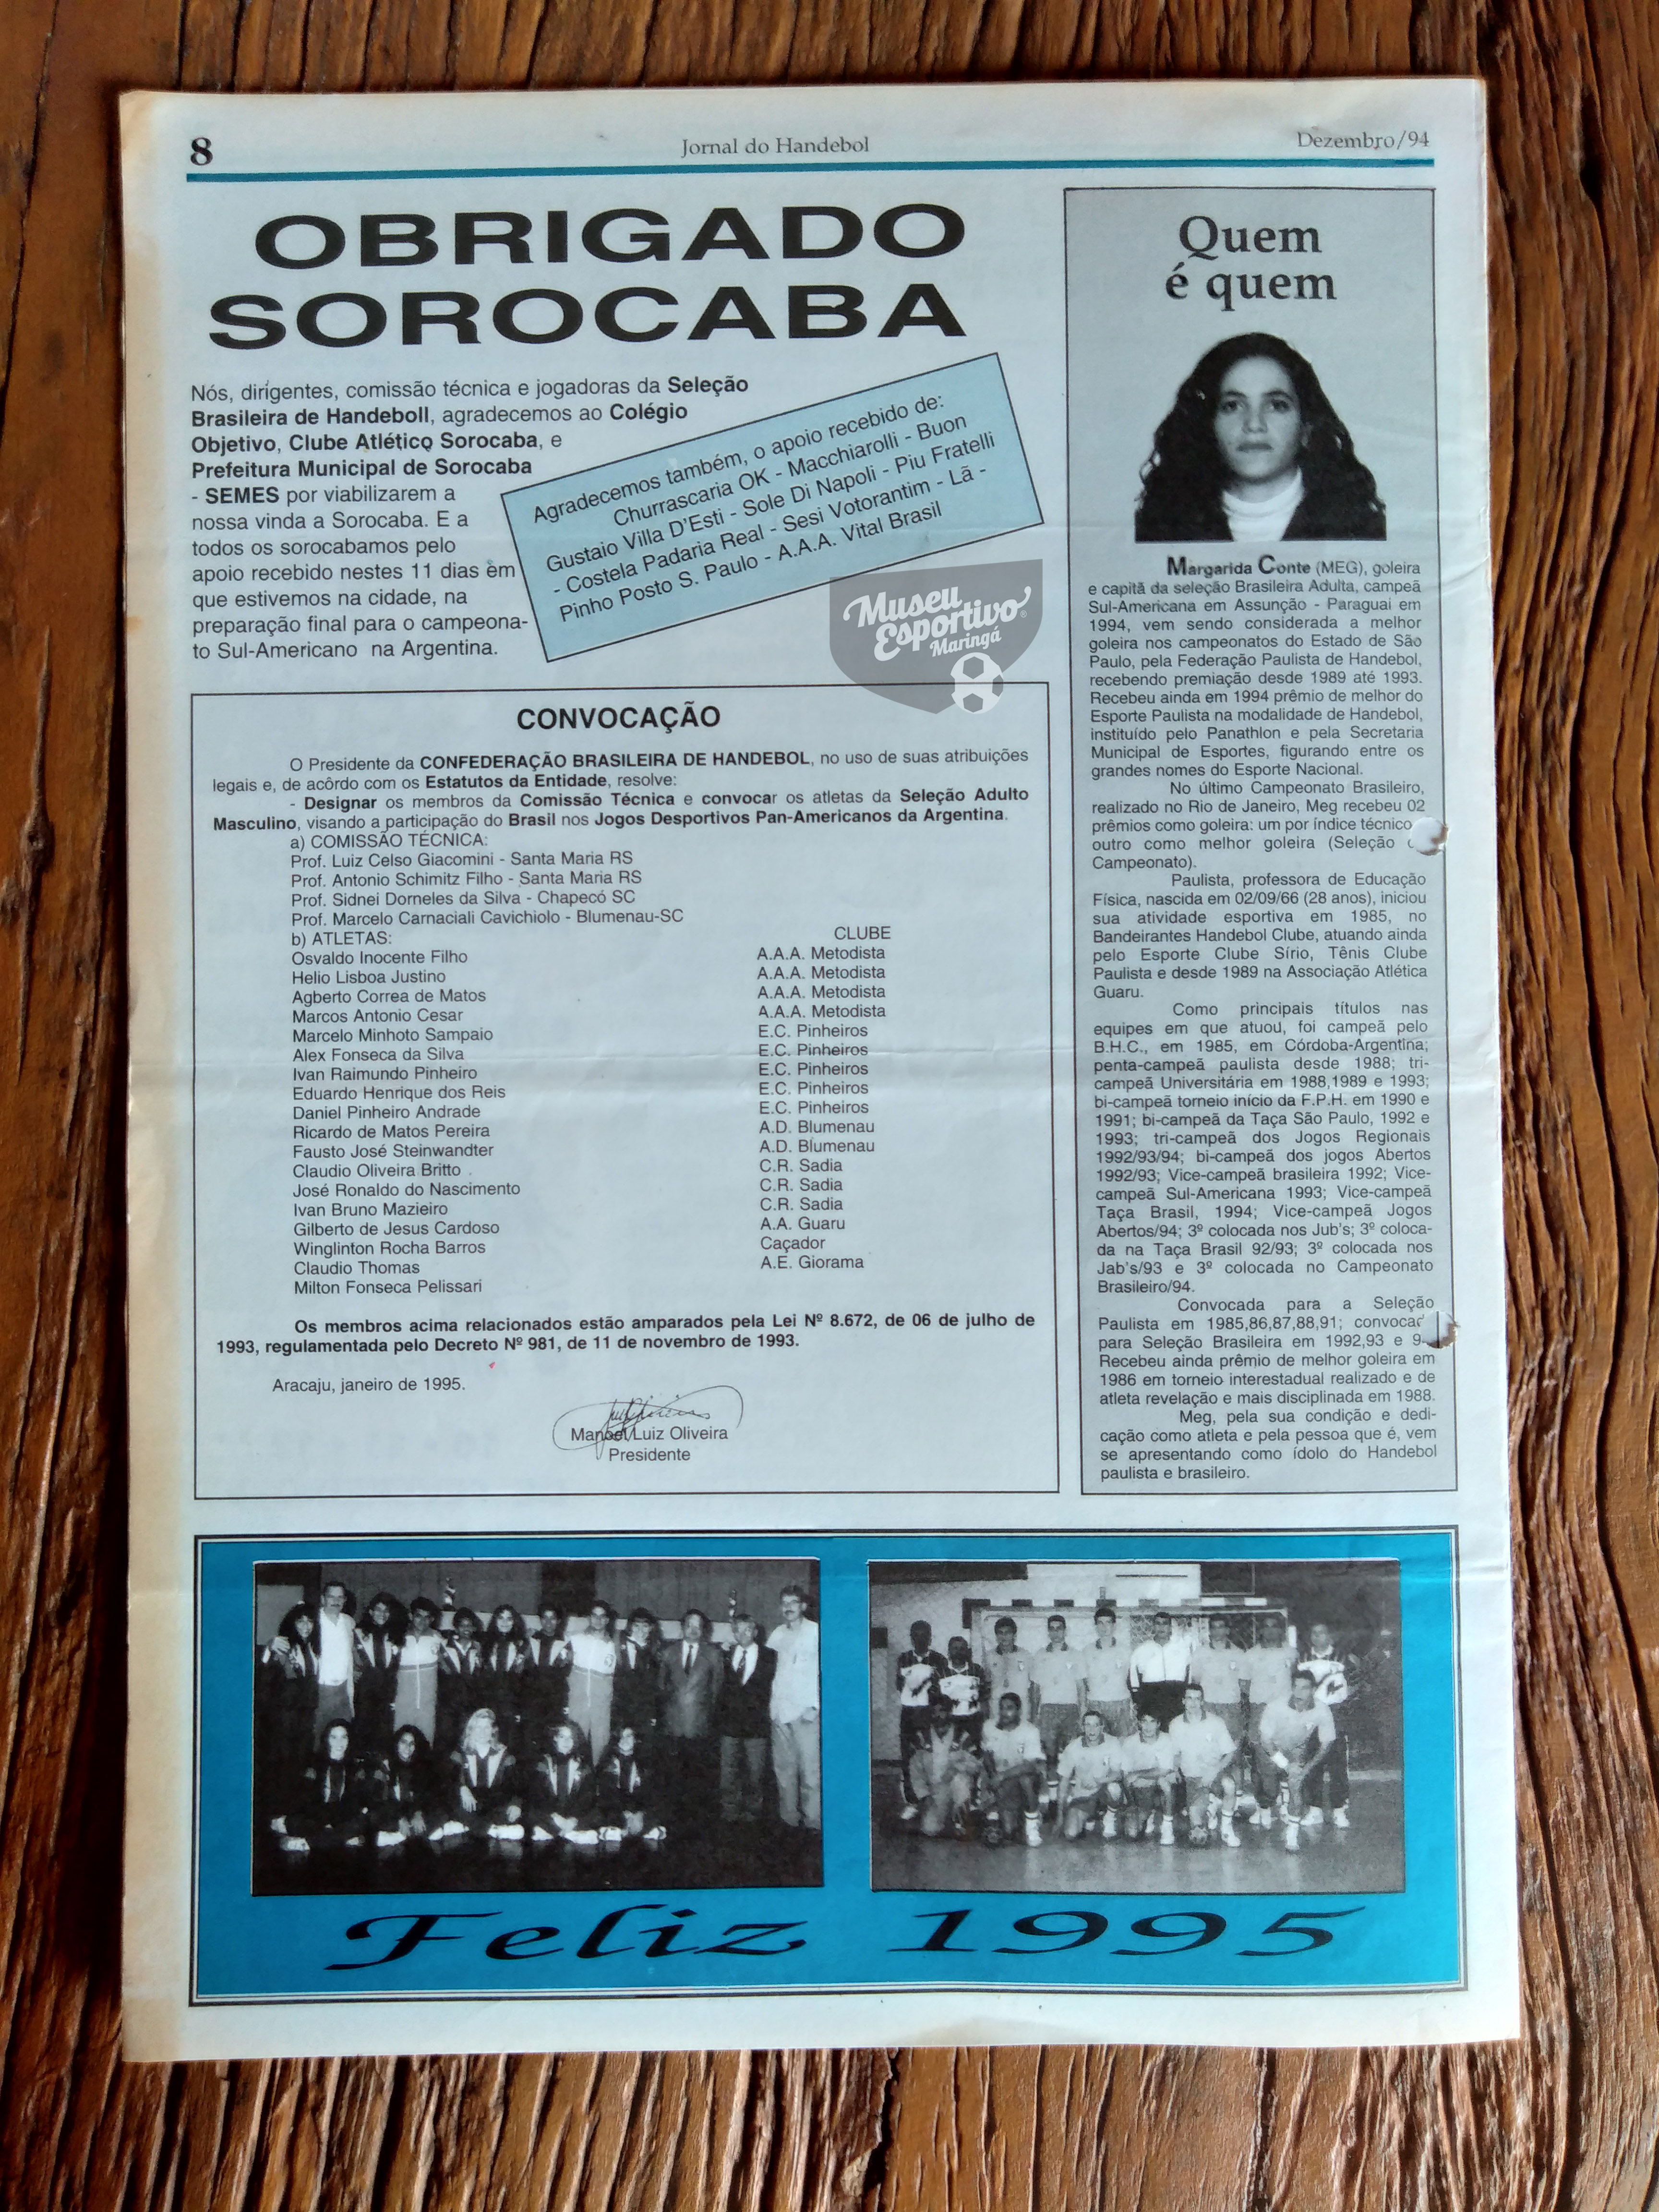 8
Jornal do Handebol
Dezembro/94
OBRIGADO
SOROCABA
Nós, dirigentes, comissão técnica e jogadoras da Seleção
Brasileira de Handeboll, agradecemos ao Colégio
Objetivo, Clube Atlético Sorocaba, e
Prefeitura Municipal de Sorocaba
- SEMES por viabilizarem a
nossa vinda a Sorocaba. E a
todos os sorocabamos pelo
apoio recebido nestes 11 dias em
que estivemos na cidade, na
preparação final para o campeona-
to Sul-Americano na Argentina.
Agradecemos também, o apoio recebido de:
Churrascaria OK - Macchiarolli - Buon
Gustaio Villa D'Esti - Sole Di Napoli - Piu Fratelli
- Costela Padaria Real - Sesi Votorantim - Lã -
Pinho Posto S. Paulo - A.A.A. Vital Brasil
Museu
Esportivo
Maringá
CONVOCAÇÃO
O Presidente da CONFEDERAÇÃO BRASILEIRA DE HANDEBOL, no uso de suas atribuições
legais e, de acôrdo com os Estatutos da Entidade, resolve:
- Designar os membros da Comissão Técnica e convocar os atletas da Seleção Adulto
Masculino, visando a participação do Brasil nos Jogos Desportivos Pan-Americanos da Argentina.
a) COMISSÃO TÉCNICA:
Prof. Luiz Celso Giacomini - Santa Maria RS
Prof. Antonio Schimitz Filho - Santa Maria RS
Prof. Sidnei Dorneles da Silva - Chapecó SC
Prof. Marcelo Carnaciali Cavichiolo - Blumenau-SC
b) ATLETAS: CLUBE
Osvaldo Inocente Filho A.A.A. Metodista
Helio Lisboa Justino A.A.A. Metodista
Agberto Correa de Matos A.A.A. Metodista
Marcos Antonio Cesar A.A.A. Metodista
Marcelo Minhoto Sampaio E.C. Pinheiros
Alex Fonseca da Silva E.C. Pinheiros
Ivan Raimundo Pinheiro E.C. Pinheiros
Eduardo Henrique dos Reis E.C. Pinheiros
Daniel Pinheiro Andrade E.C. Pinheiros
Ricardo de Matos Pereira A.D. Blumenau
Fausto José Steinwandter A.D. Blumenau
Claudio Oliveira Britto C.R. Sadia
José Ronaldo do Nascimento C.R. Sadia
Ivan Bruno Mazieiro C.R. Sadia
Gilberto de Jesus Cardoso A.A. Guaru
Winglinton Rocha Barros Caçador
Claudio Thomas A.E. Giorama
Milton Fonseca Pelissari
Os membros acima relacionados estão amparados pela Lei Nº 8.672, de 06 de julho de
1993, regulamentada pelo Decreto Nº 981, de 11 de novembro de 1993.
Aracaju, janeiro de 1995.
Manoel Luiz Oliveira
Presidente
Quem
é quem
Margarida Conte (MEG), goleira
e capitã da seleção Brasileira Adulta, campeã
Sul-Americana em Assunção - Paraguai em
1994, vem sendo considerada a melhor
goleira nos campeonatos do Estado de São
Paulo, pela Federação Paulista de Handebol,
recebendo premiação desde 1989 até 1993.
Recebeu ainda em 1994 prêmio de melhor do
Esporte Paulista na modalidade de Handebol,
instituído pelo Panathlon e pela Secretaria
Municipal de Esportes, figurando entre os
grandes nomes do Esporte Nacional.
No último Campeonato Brasileiro,
realizado no Rio de Janeiro, Meg recebeu 02
prêmios como goleira: um por índice técnico
outro como melhor goleira (Seleção
Campeonato).
Paulista, professora de Educação
Física, nascida em 02/09/66 (28 anos), iniciou
sua atividade esportiva em 1985, no
Bandeirantes Handebol Clube, atuando ainda
pelo Esporte Clube Sírio, Tênis Clube
Paulista e desde 1989 na Associação Atlética
Guaru.
Como principais títulos nas
equipes em que atuou, foi campeã pelo
B.H.C., em 1985, em Córdoba-Argentina;
penta-campeã paulista desde 1988; tri-
campeã Universitária em 1988,1989 e 1993;
bi-campeã torneio início da F.P.H. em 1990 e
1991; bi-campeã da Taça São Paulo, 1992 e
1993; tri-campeã dos Jogos Regionais
1992/93/94; bi-campeã dos jogos Abertos
1992/93; Vice-campeã brasileira 1992; Vice-
campeã Sul-Americana 1993; Vice-campeã
Taça Brasil, 1994; Vice-campeã Jogos
Abertos/94; 3º colocada nos Jub's; 3º coloca-
da na Taça Brasil 92/93; 3º colocada nos
Jab's/93 e 3º colocada no Campeonato
Brasileiro/94.
Convocada para a Seleção
Paulista em 1985,86,87,88,91;
para Seleção Brasileira em 1992,93 e
Recebeu ainda prêmio de melhor goleira em
1986 em torneio interestadual realizado e de
atleta revelação e mais disciplinada em 1988.
Meg, pela sua condição e dedi-
cação como atleta e pela pessoa que é, vem
se apresentando como ídolo do Handebol
paulista e brasileiro.
Feliz 1995